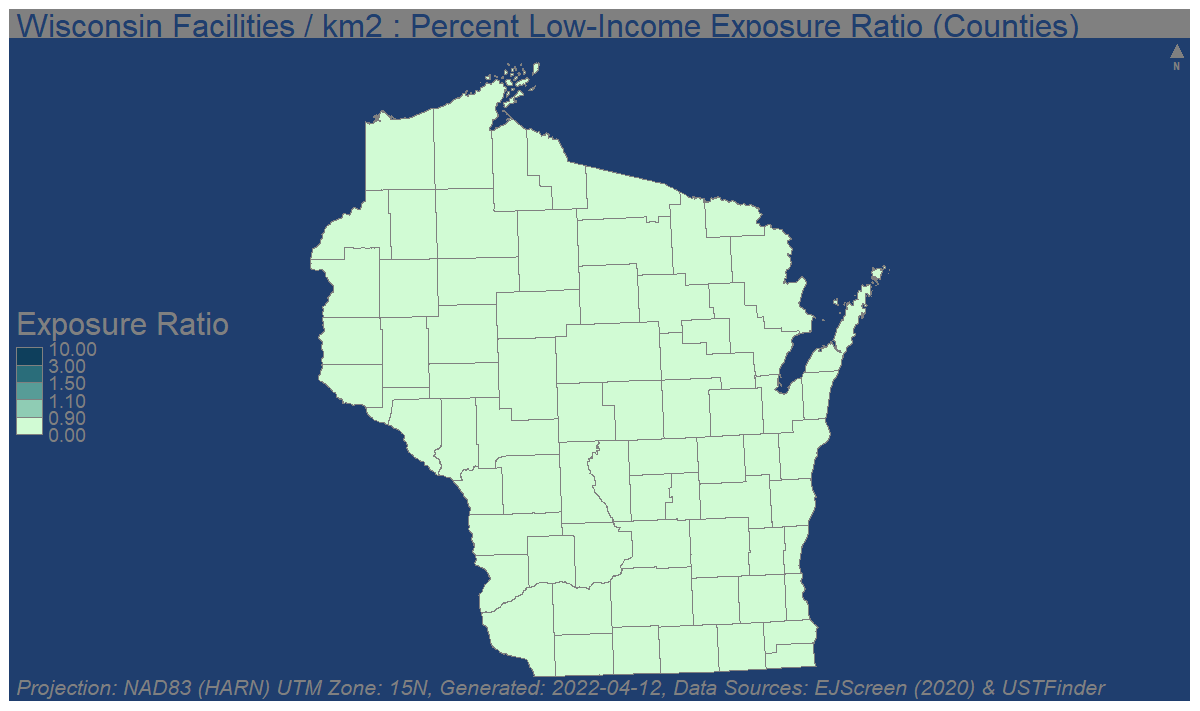 Wisconsin Facilities / km2 : Percent Low-Income Exposure Ratio (Counties)
N
Exposure Ratio
10.00
3.00
1.50
1.10
0.90
0.00
Projection: NAD83 (HARN) UTM Zone: 15N, Generated: 2022-04-12, Data Sources: EJScreen (2020) & USTFinder